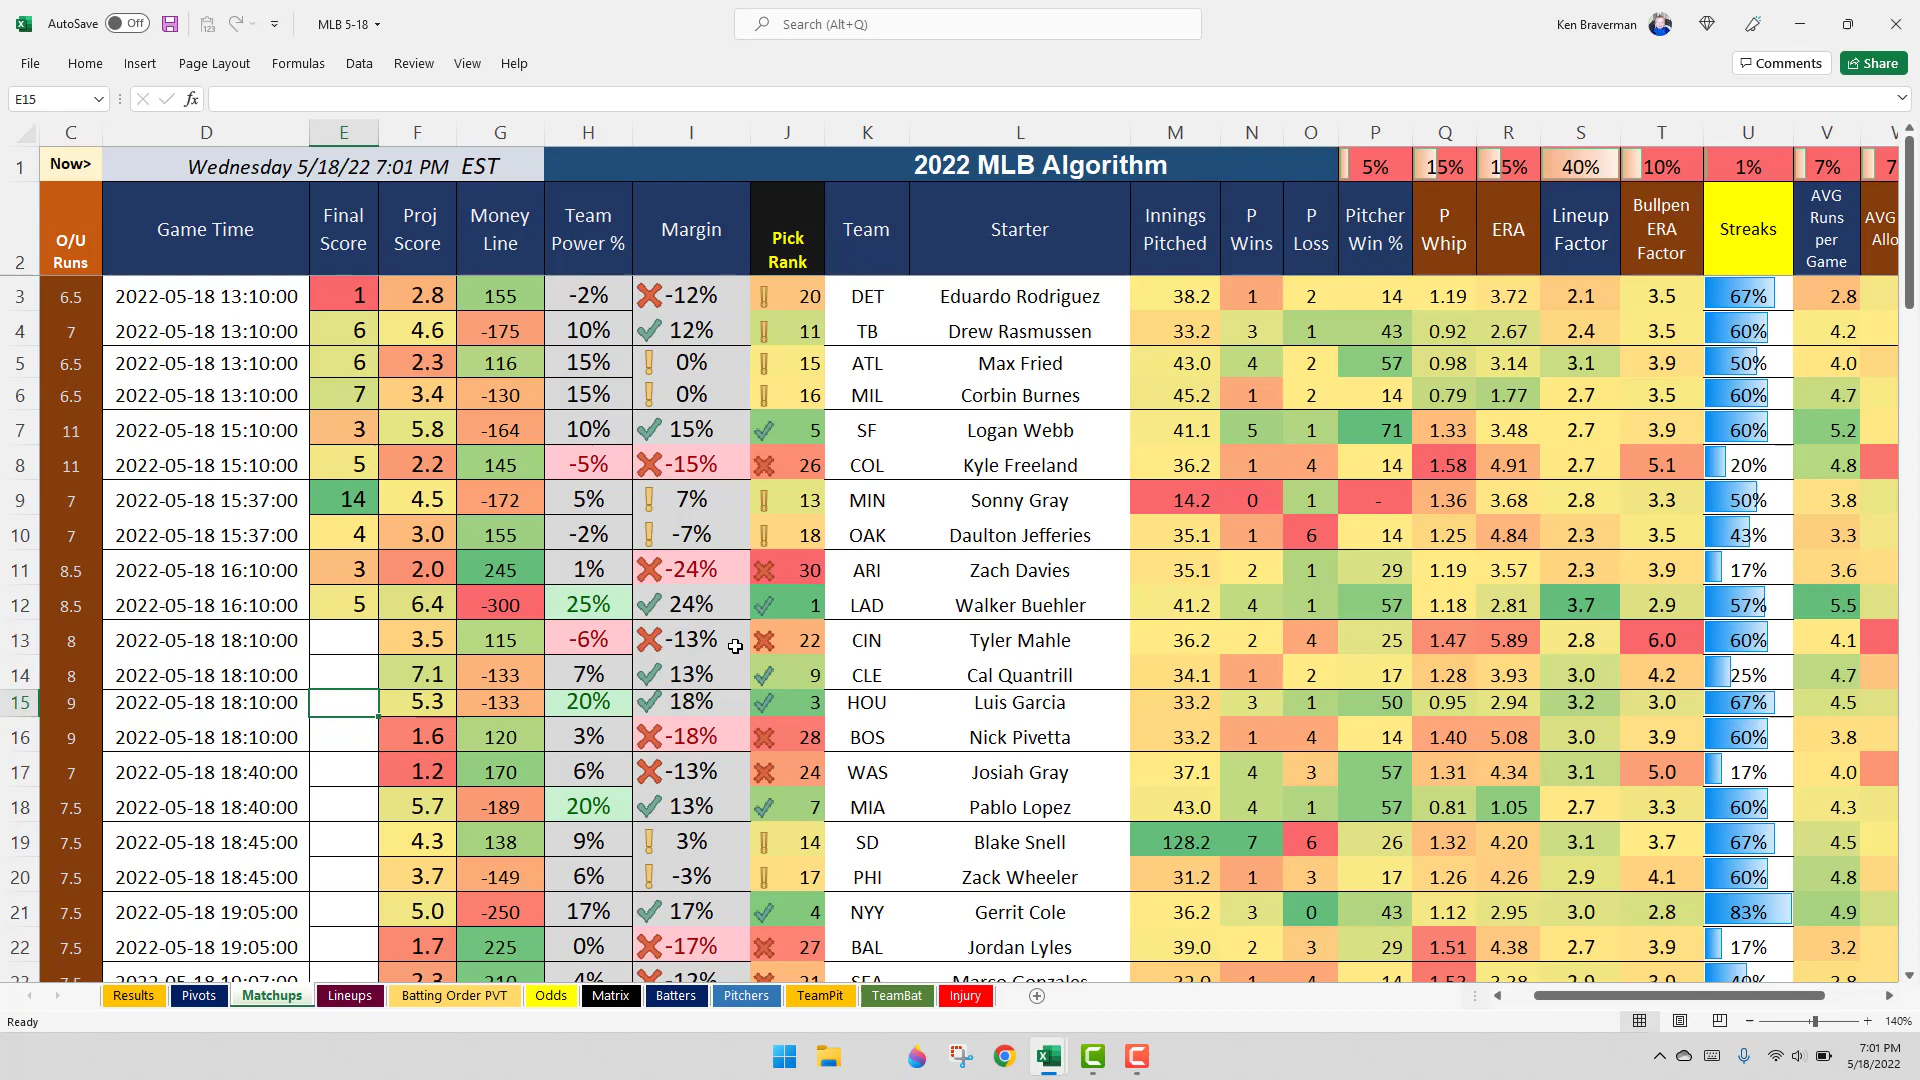 AutoSave Off MLB 5-18 Search (Alt+Q) Ken Braverman
File Home Insert Page Layout Formulas Data Review View Help Comments Share
E15 fx
C D E F G H I J K L M N O P Q R S T U V
1 Now> Wednesday 5/18/22 7:01 PM EST 2022 MLB Algorithm 5% 15% 15% 40% 10% 1% 7% 7
2 O/U Runs Game Time Final Score Proj Score Money Line Team Power % Margin Pick Rank Team Starter Innings Pitched P Wins P Loss Pitcher Win % P Whip ERA Lineup Factor Bullpen ERA Factor Streaks AVG Runs per Game AVG Allo
3 6.5 2022-05-18 13:10:00 1 2.8 155 -2% -12% 20 DET Eduardo Rodriguez 38.2 1 2 14 1.19 3.72 2.1 3.5 67% 2.8
4 7 2022-05-18 13:10:00 6 4.6 -175 10% 12% 11 TB Drew Rasmussen 33.2 3 1 43 0.92 2.67 2.4 3.5 60% 4.2
5 6.5 2022-05-18 13:10:00 6 2.3 116 15% 0% 15 ATL Max Fried 43.0 4 2 57 0.98 3.14 3.1 3.9 50% 4.0
6 6.5 2022-05-18 13:10:00 7 3.4 -130 15% 0% 16 MIL Corbin Burnes 45.2 1 2 14 0.79 1.77 2.7 3.5 60% 4.7
7 11 2022-05-18 15:10:00 3 5.8 -164 10% 15% 5 SF Logan Webb 41.1 5 1 71 1.33 3.48 2.7 3.9 60% 5.2
8 11 2022-05-18 15:10:00 5 2.2 145 -5% -15% 26 COL Kyle Freeland 36.2 1 4 14 1.58 4.91 2.7 5.1 20% 4.8
9 7 2022-05-18 15:37:00 14 4.5 -172 5% 7% 13 MIN Sonny Gray 14.2 0 1 - 1.36 3.68 2.8 3.3 50% 3.8
10 7 2022-05-18 15:37:00 4 3.0 155 -2% -7% 18 OAK Daulton Jefferies 35.1 1 6 14 1.25 4.84 2.3 3.5 43% 3.3
11 8.5 2022-05-18 16:10:00 3 2.0 245 1% -24% 30 ARI Zach Davies 35.1 2 1 29 1.19 3.57 2.3 3.9 17% 3.6
12 8.5 2022-05-18 16:10:00 5 6.4 -300 25% 24% 1 LAD Walker Buehler 41.2 4 1 57 1.18 2.81 3.7 2.9 57% 5.5
13 8 2022-05-18 18:10:00 3.5 115 -6% -13% 22 CIN Tyler Mahle 36.2 2 4 25 1.47 5.89 2.8 6.0 60% 4.1
14 8 2022-05-18 18:10:00 7.1 -133 7% 13% 9 CLE Cal Quantrill 34.1 1 2 17 1.28 3.93 3.0 4.2 25% 4.7
15 9 2022-05-18 18:10:00 5.3 -133 20% 18% 3 HOU Luis Garcia 33.2 3 1 50 0.95 2.94 3.2 3.0 67% 4.5
16 9 2022-05-18 18:10:00 1.6 120 3% -18% 28 BOS Nick Pivetta 33.2 1 4 14 1.40 5.08 3.0 3.9 60% 3.8
17 7 2022-05-18 18:40:00 1.2 170 6% -13% 24 WAS Josiah Gray 37.1 4 3 57 1.31 4.34 3.1 5.0 17% 4.0
18 7.5 2022-05-18 18:40:00 5.7 -189 20% 13% 7 MIA Pablo Lopez 43.0 4 1 57 0.81 1.05 2.7 3.3 60% 4.3
19 7.5 2022-05-18 18:45:00 4.3 138 9% 3% 14 SD Blake Snell 128.2 7 6 26 1.32 4.20 3.1 3.7 67% 4.5
20 7.5 2022-05-18 18:45:00 3.7 -149 6% -3% 17 PHI Zack Wheeler 31.2 1 3 17 1.26 4.26 2.9 4.1 60% 4.8
21 7.5 2022-05-18 19:05:00 5.0 -250 17% 17% 4 NYY Gerrit Cole 36.2 3 0 43 1.12 2.95 3.0 2.8 83% 4.9
22 7.5 2022-05-18 19:05:00 1.7 225 0% -17% 27 BAL Jordan Lyles 39.0 2 3 29 1.51 4.38 2.7 3.9 17% 3.2
Results Pivots Matchups Lineups Batting Order PVT Odds Matrix Batters Pitchers TeamPit TeamBat Injury
Ready 140%
7:01 PM
5/18/2022